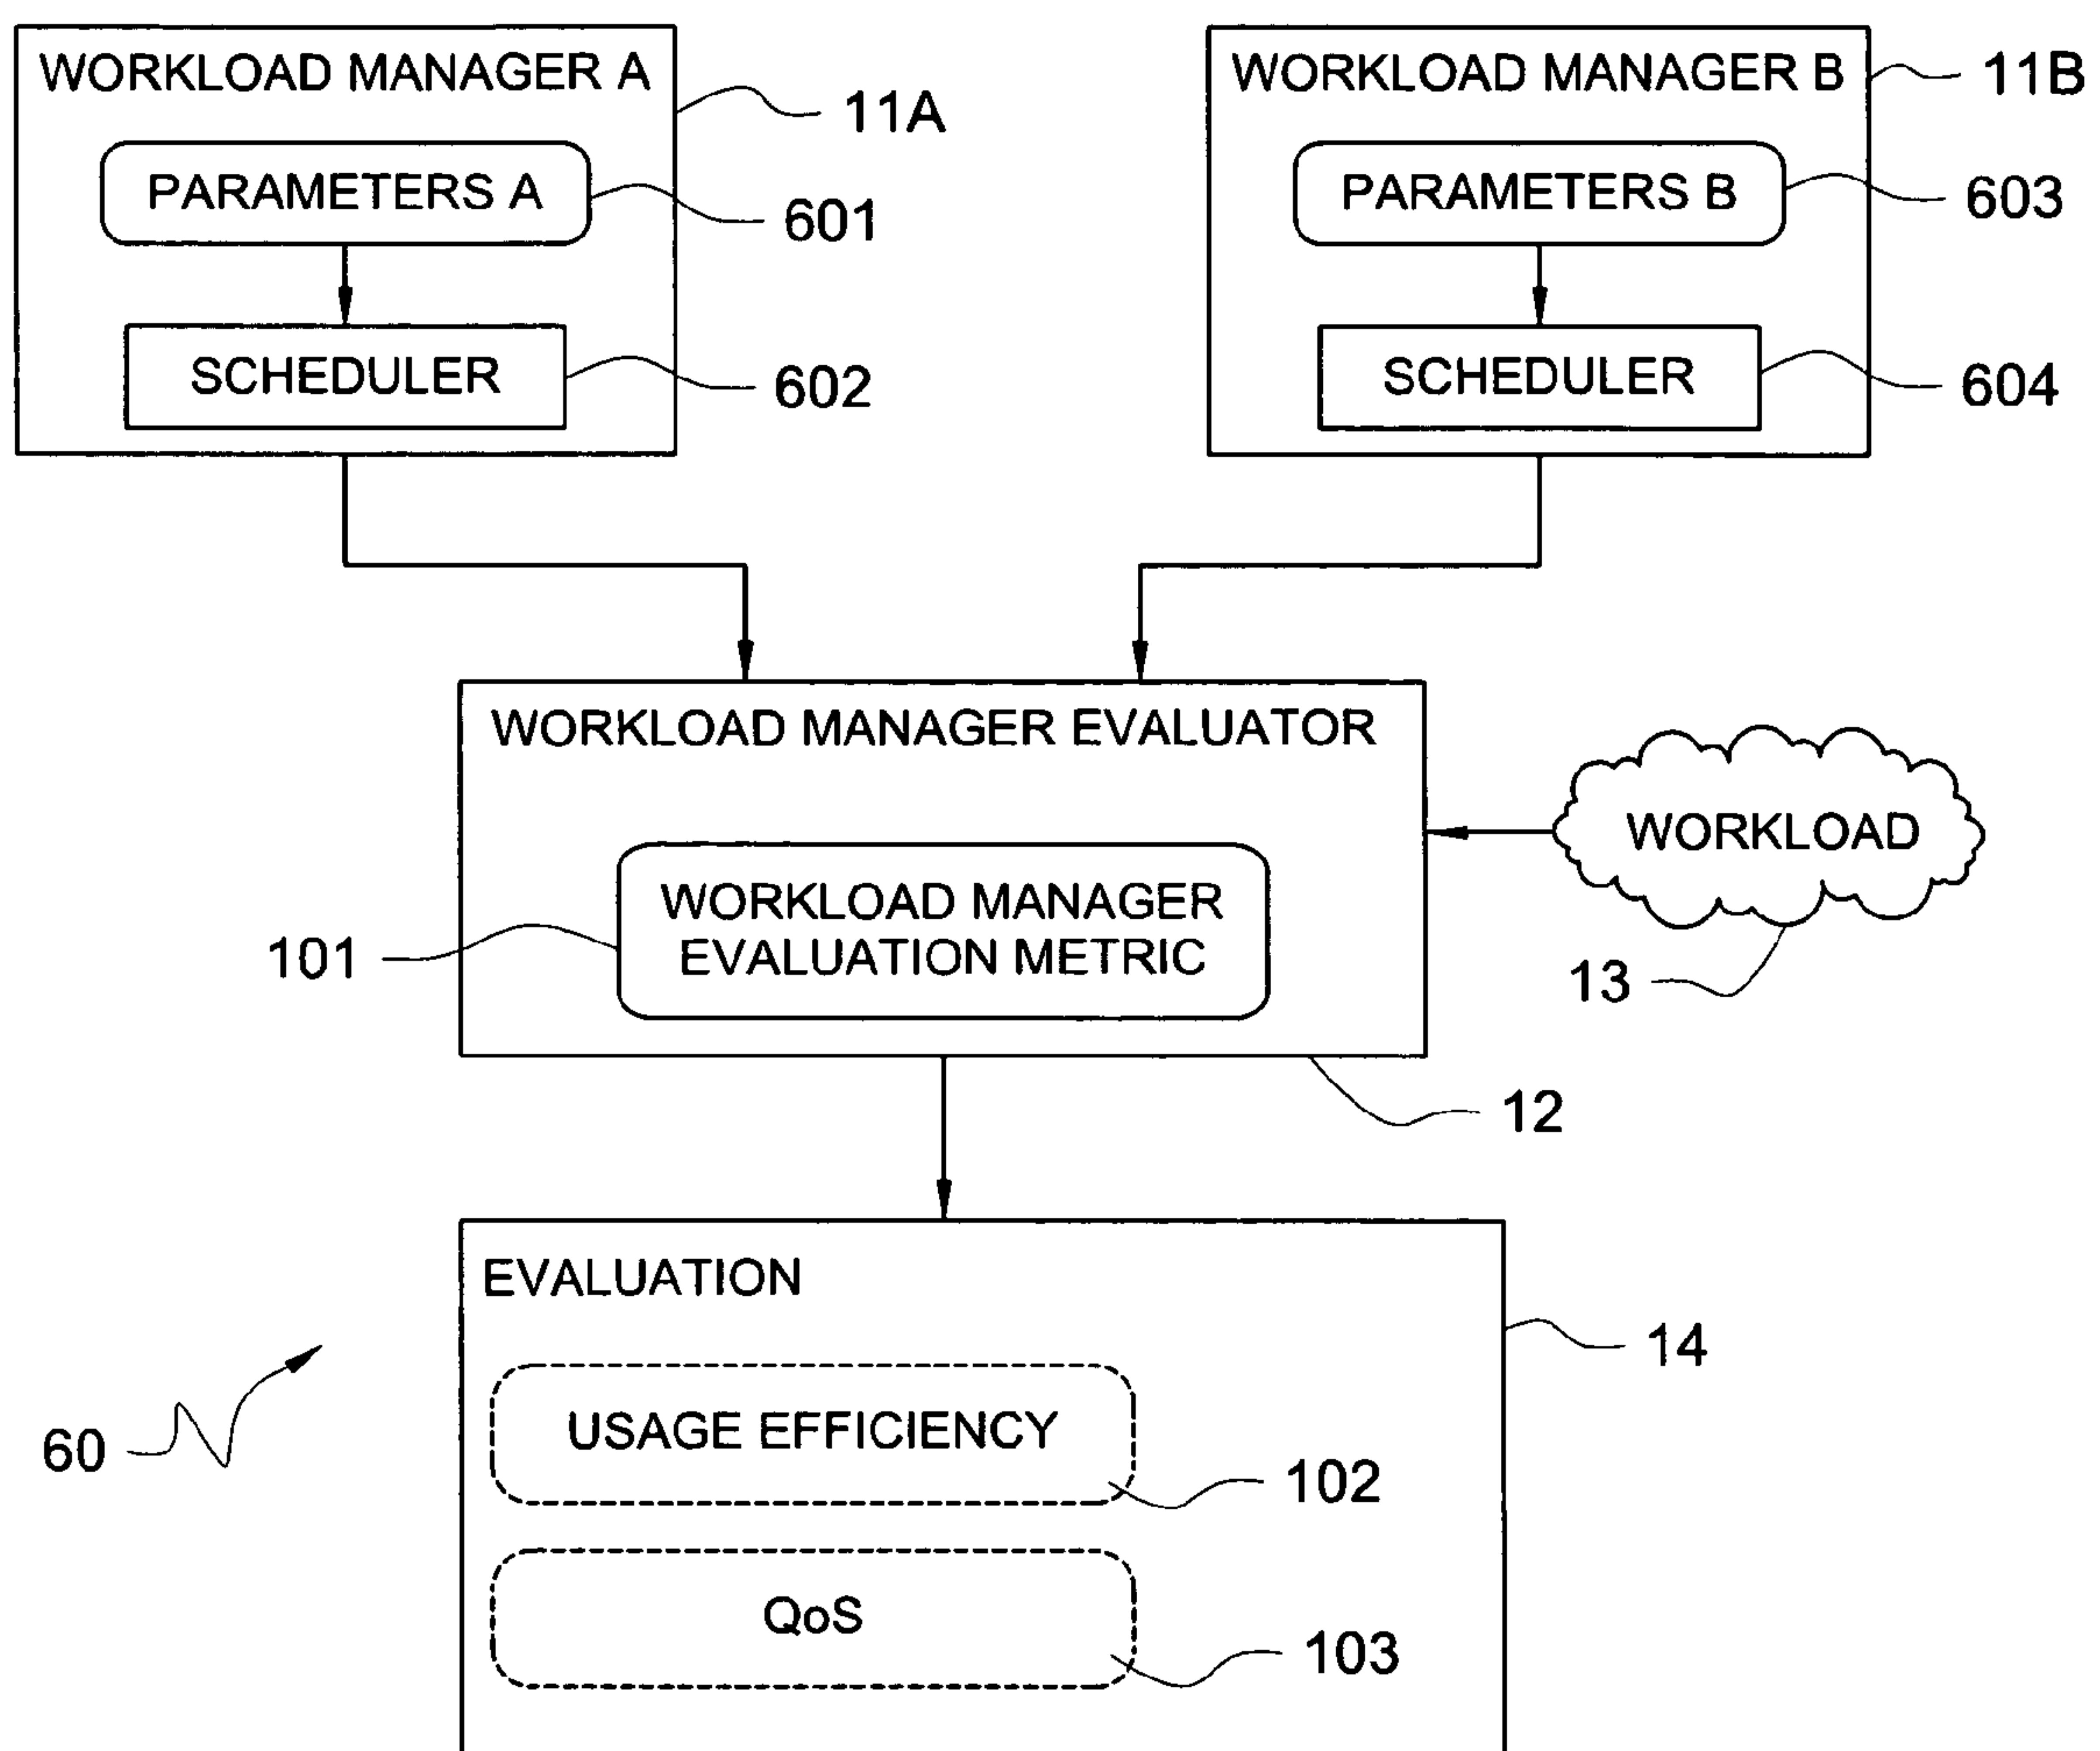 WORKLOAD MANAGER A
11A
PARAMETERS A
601
SCHEDULER
602
WORKLOAD MANAGER B
11B
PARAMETERS B
603
SCHEDULER
604
WORKLOAD MANAGER EVALUATOR
WORKLOAD MANAGER
EVALUATION METRIC
101
WORKLOAD
13
12
EVALUATION
14
USAGE EFFICIENCY
102
60
QoS
103